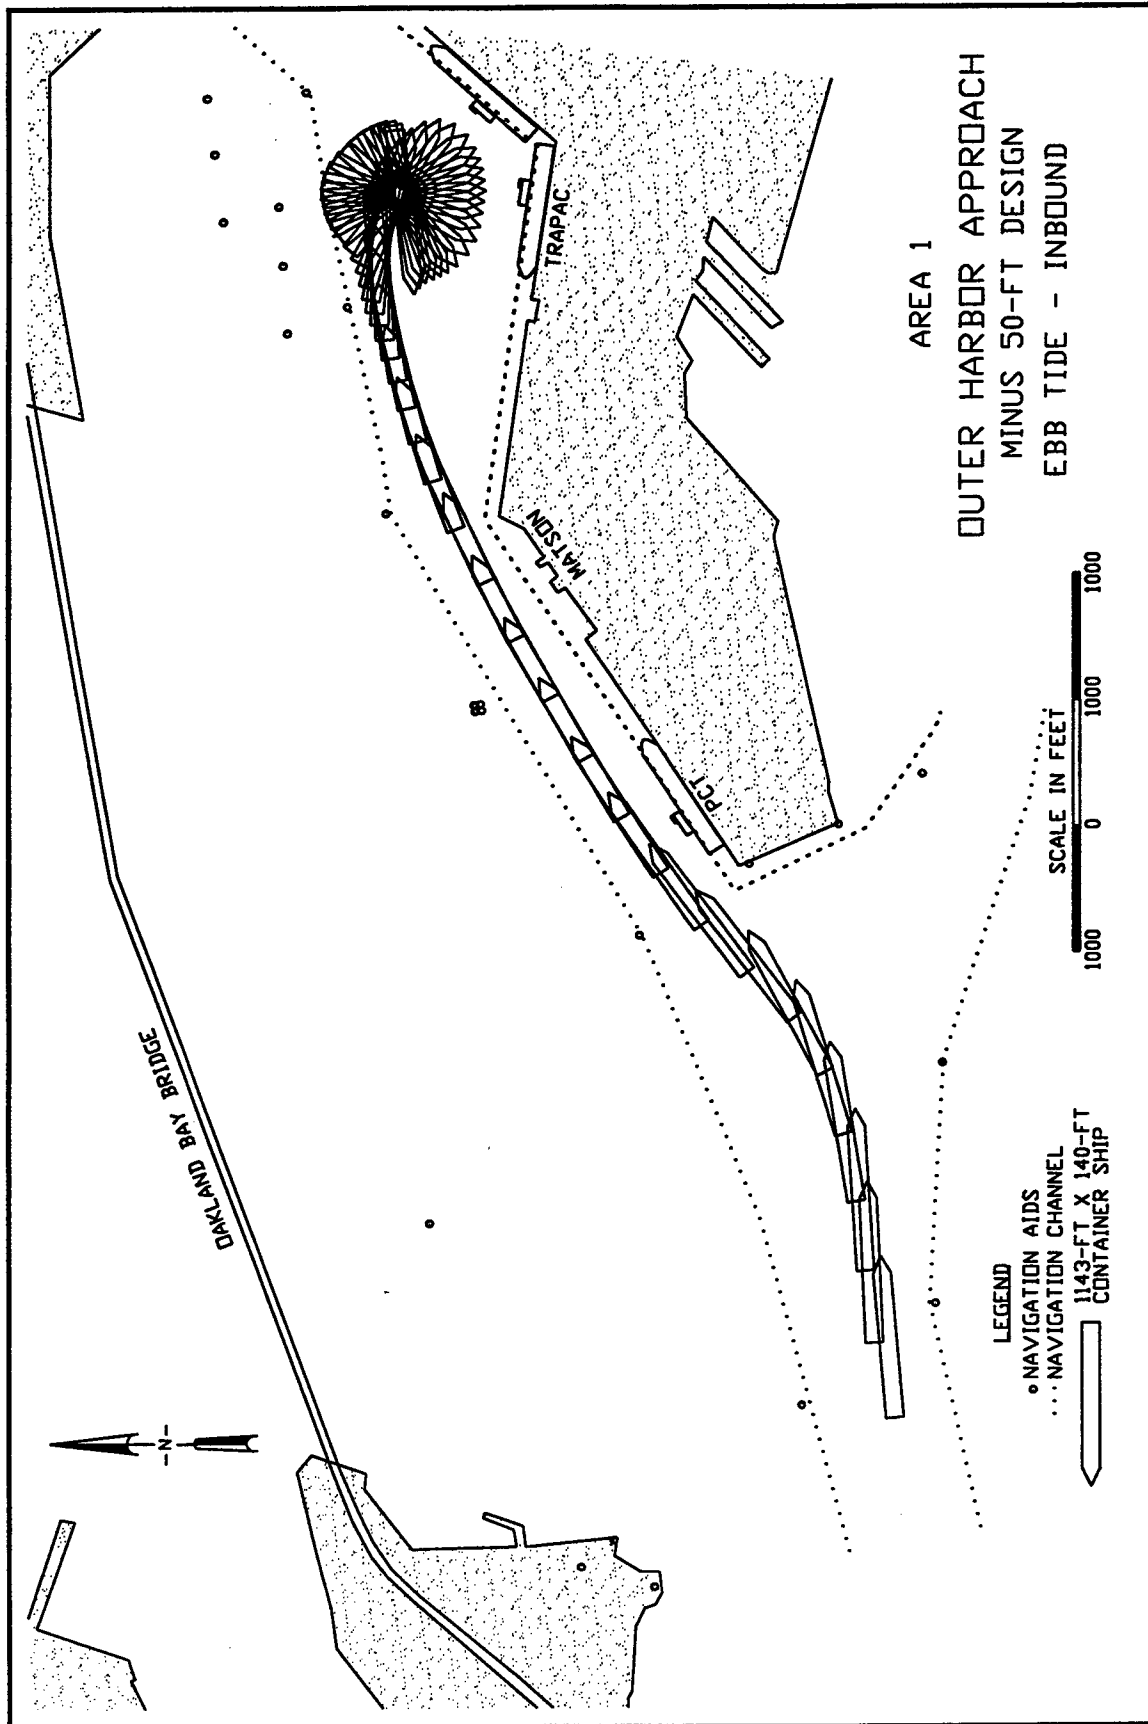 OAKLAND BAY BRIDGE
-N-
TRAPAC
MATSON
PCT
AREA 1
OUTER HARBOR APPROACH
MINUS 50-FT DESIGN
EBB TIDE - INBOUND
SCALE IN FEET
1000 0 1000 1000
LEGEND
NAVIGATION AIDS
NAVIGATION CHANNEL
1143-FT X 140-FT
CONTAINER SHIP